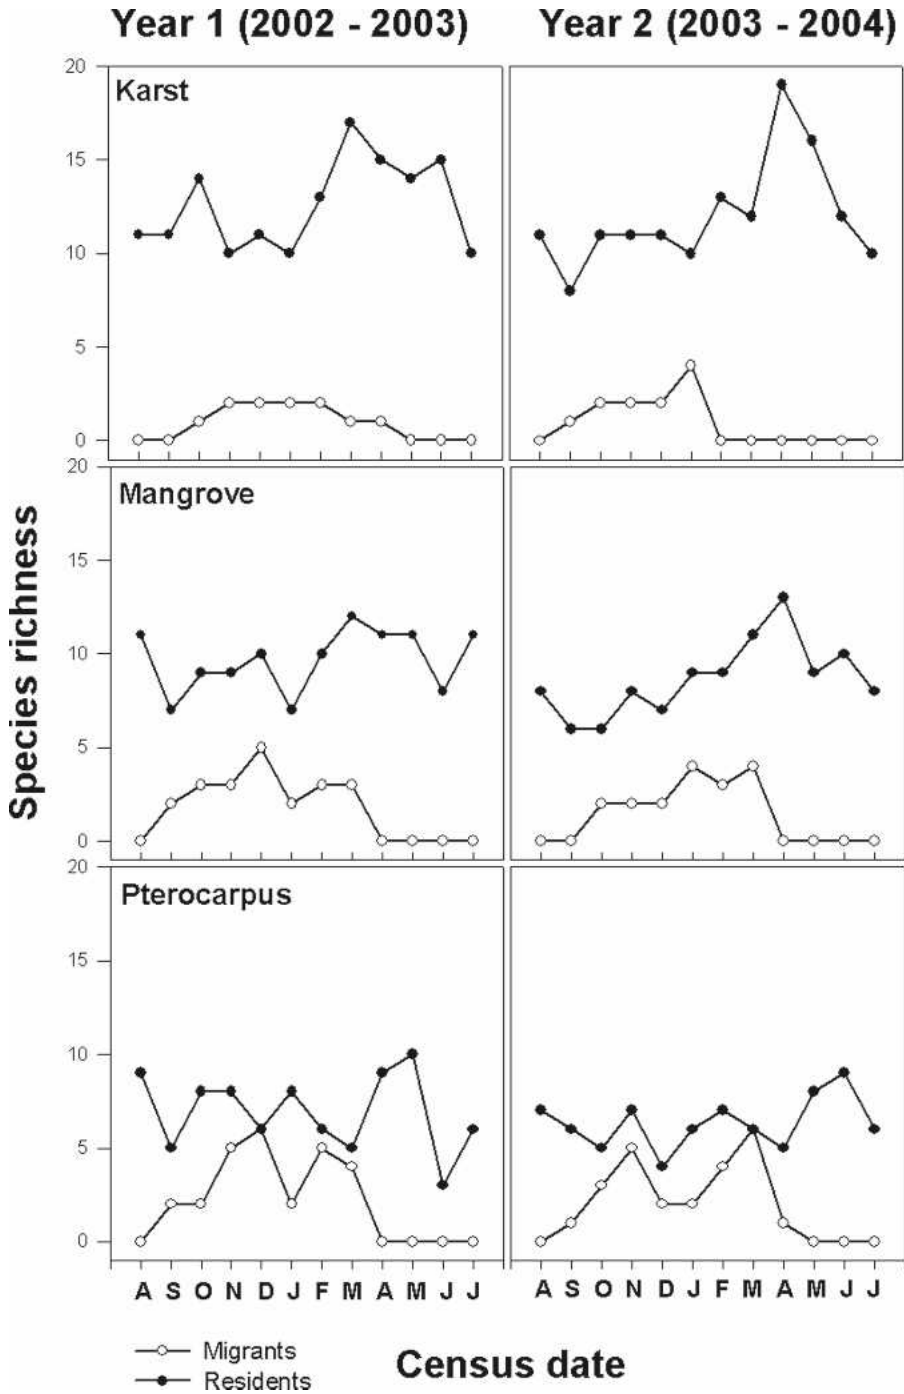 Year 1 (2002 - 2003) Year 2 (2003 - 2004)
20
Karst
15
10
5
0
20
Mangrove
15
10
5
0
Species richness
20
Pterocarpus
15
10
5
0
A S O N D J F M A M J J A S O N D J F M A M J J
Migrants
Residents
Census date